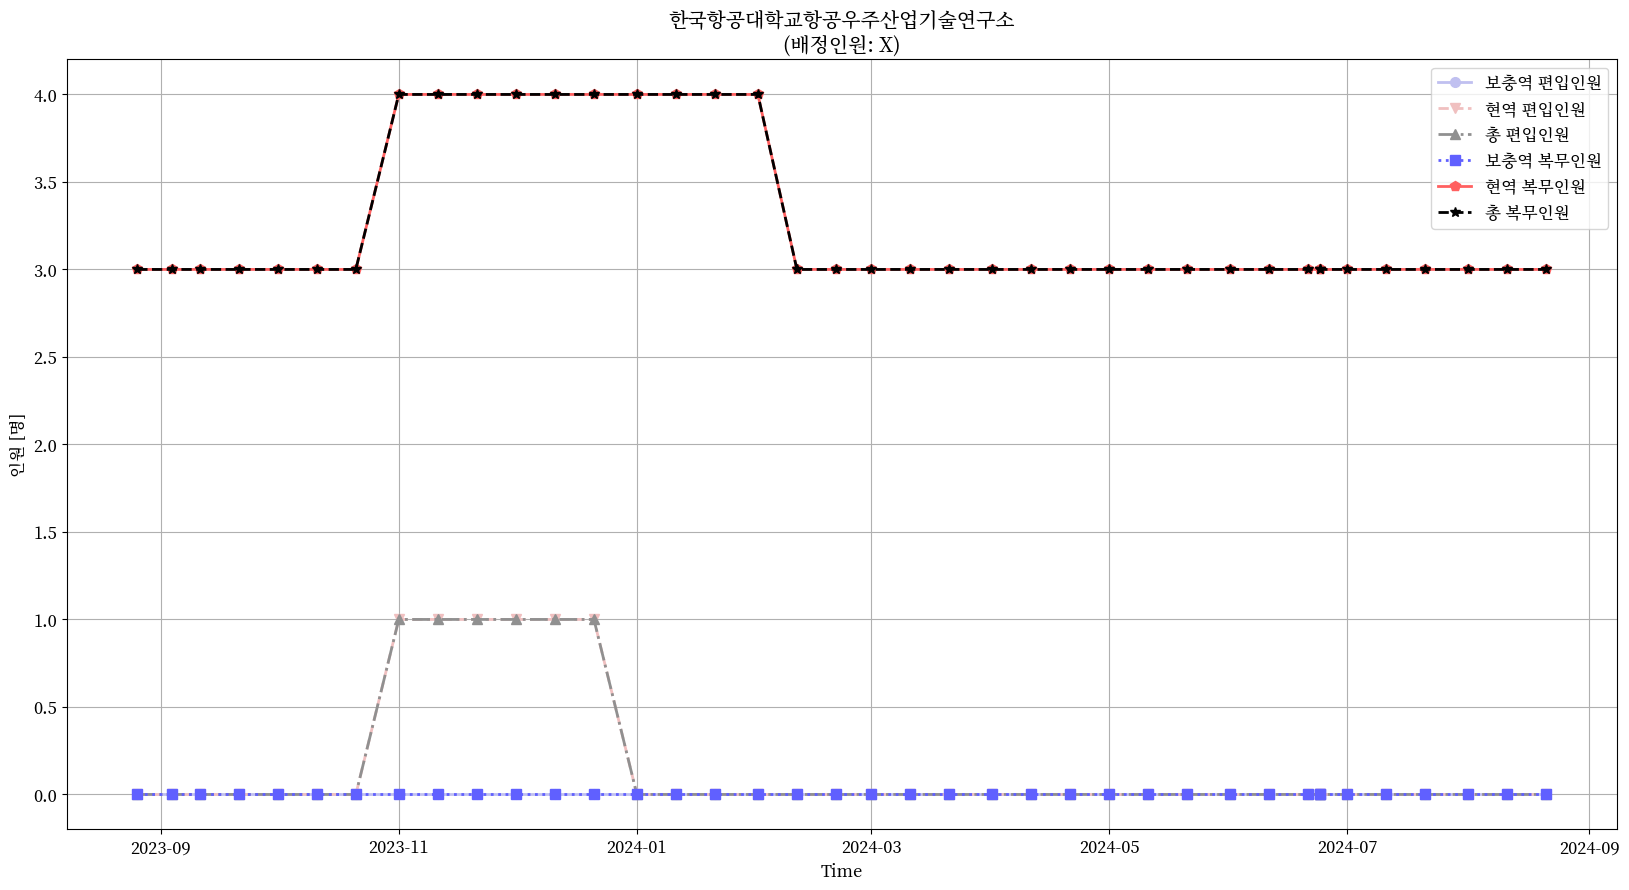 한국항공대학교항공우주산업기술연구소
(배정인원: X)
보충역 편입인원
현역 편입인원
총 편입인원
보충역 복무인원
현역 복무인원
총 복무인원
4.0
3.5
3.0
2.5
2.0
1.5
1.0
0.5
0.0
인원 [명]
2023-09
2023-11
2024-01
2024-03
2024-05
2024-07
2024-09
Time